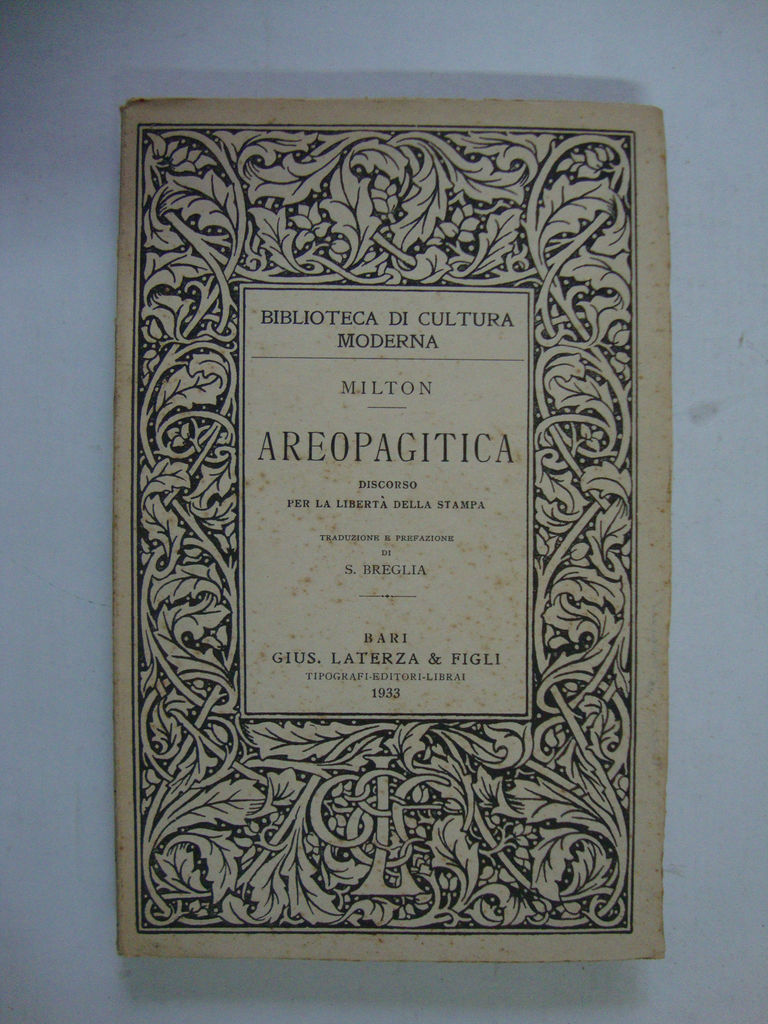 BIBLIOTECA DI CULTURA
MODERNA
MILTON
AREOPAGITICA
DISCORSO
PER LA LIBERTÀ DELLA STAMPA
TRADUZIONE E PREFAZIONE
DI
S. BREGLIA
BARI
GIUS. LATERZA & FIGLI
TIPOGRAFI-EDITORI-LIBRAI
1933